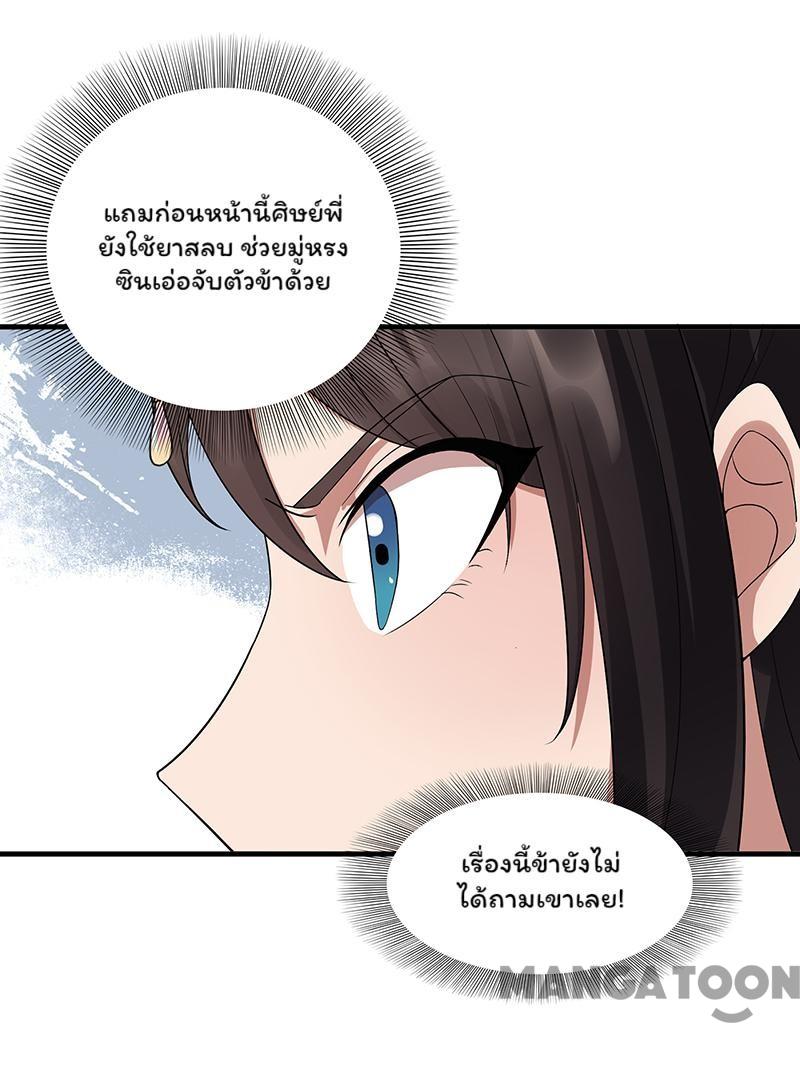 แถมก่อนหน้านี้ศิษย์พี่
ยังใช้ยาสลบ ช่วยมู่หรง
ซินเอ่อจับตัวข้าด้วย
เรื่องนี้ข้ายังไม่
ได้ถามเขาเลย!
MANGATOON